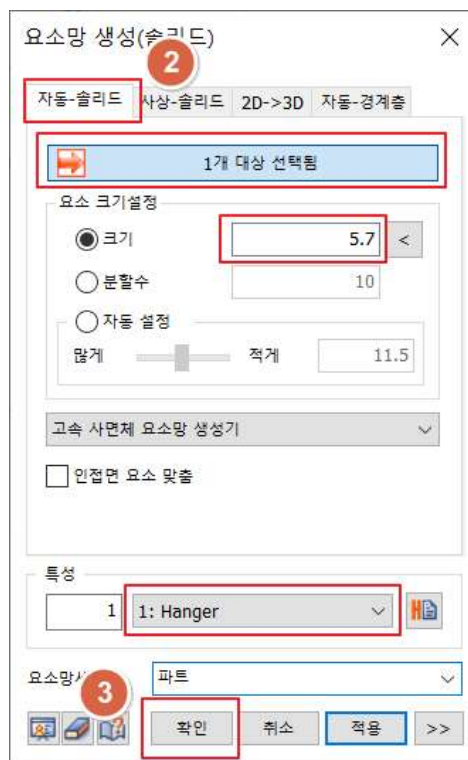 요소망 생성(솔리드)
2
자동-솔리드 사상-솔리드 2D->3D 자동-경계층
1개 대상 선택됨
요소 크기설정
크기 5.7 <
분할수 10
자동 설정
많게 적게 11.5
고속 사면체 요소망 생성기
인접면 요소 맞춤
특성
1 1: Hanger
파트
3
확인 취소 적용 >>